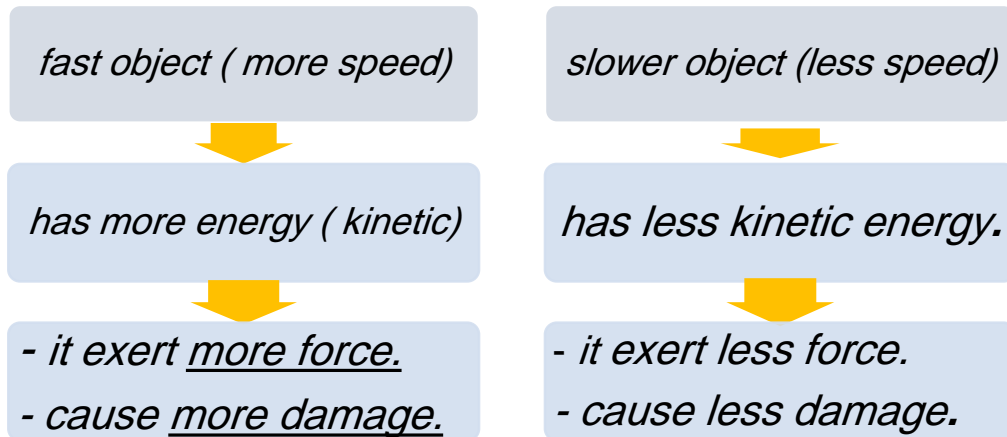 fast object ( more speed)
has more energy ( kinetic)
- it exert more force.
- cause more damage.
slower object (less speed)
has less kinetic energy.
- it exert less force.
- cause less damage.